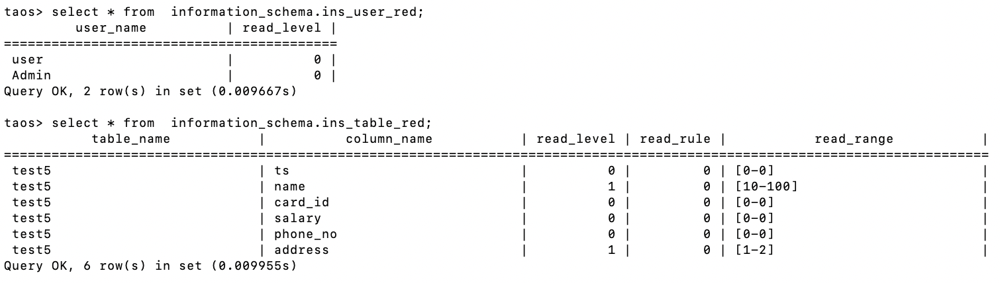 taos> select * from  information_schema.ins_user_red;
         user_name          | read_level |
==========================================
 user                       |          0 |
 Admin                      |          0 |
Query OK, 2 row(s) in set (0.009667s)

taos> select * from  information_schema.ins_table_red;
           table_name           |          column_name           | read_level | read_rule |           read_range           |
============================================================================================================================
 test5                          | ts                             |          0 |         0 | [0-0]                          |
 test5                          | name                           |          1 |         0 | [10-100]                       |
 test5                          | card_id                        |          0 |         0 | [0-0]                          |
 test5                          | salary                         |          0 |         0 | [0-0]                          |
 test5                          | phone_no                       |          0 |         0 | [0-0]                          |
 test5                          | address                        |          1 |         0 | [1-2]                          |
Query OK, 6 row(s) in set (0.009955s)